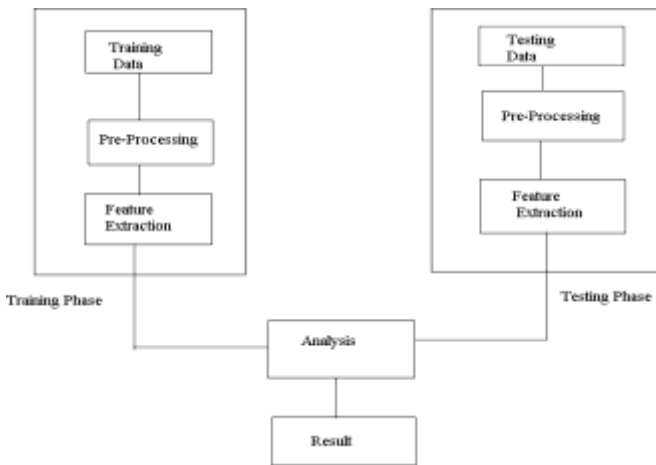 Training
Data
Pre-Processing
Feature
Extraction
Training Phase
Testing
Data
Pre-Processing
Feature
Extraction
Testing Phase
Analysis
Result